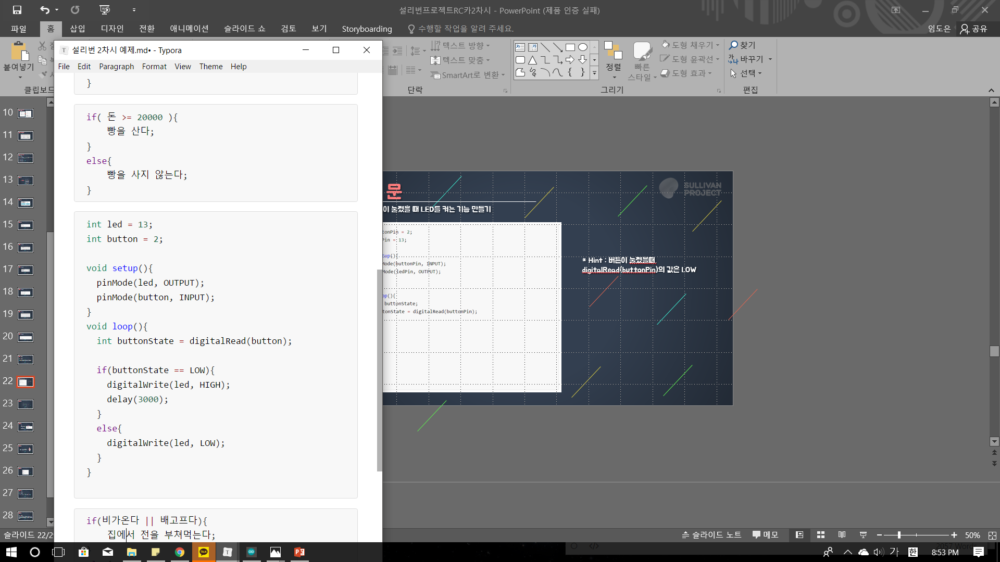 설리번프로젝트RC카2차시 - PowerPoint (제품 인증 실패)
파일 홈 삽입 디자인 전환 애니메이션 슬라이드 쇼 검토 보기 Storyboarding 수행할 작업을 알려 주세요. 임도은 공유
붙여넣기
클립보드
텍스트 방향
텍스트 맞춤
SmartArt로 변환
단락
정렬
빠른 스타일
도형 채우기
도형 윤곽선
도형 효과
그리기
찾기
바꾸기
선택
편집
설리번 2차시 예제.md• - Typora
File Edit Paragraph Format View Theme Help
}
if( 돈 >= 20000 ){
빵을 산다;
}
else{
빵을 사지 않는다;
}
int led = 13;
int button = 2;
void setup(){
pinMode(led, OUTPUT);
pinMode(button, INPUT);
}
void loop(){
int buttonState = digitalRead(button);
if(buttonState == LOW){
digitalWrite(led, HIGH);
delay(3000);
}
else{
digitalWrite(led, LOW);
}
}
if(비가온다 || 배고프다){
집에서 전을 부쳐먹는다;
10
11
12
13
14
15
16
17
18
19
20
21
22
23
24
25
26
27
28
문
SULLIVAN
PROJECT
이 눌렸을 때 LED를 켜는 기능 만들기
tonPin = 2;
Pin = 13;
tup(){
Mode(buttonPin, INPUT);
Mode(ledPin, OUTPUT);
op(){
buttonState;
tonState = digitalRead(buttonPin);
* Hint : 버튼이 눌렸을때
digitalRead(buttonPin)의 값은 LOW
슬라이드 22/2
슬라이드 노트 메모 50%
2057 Words
가 한 8:53 PM